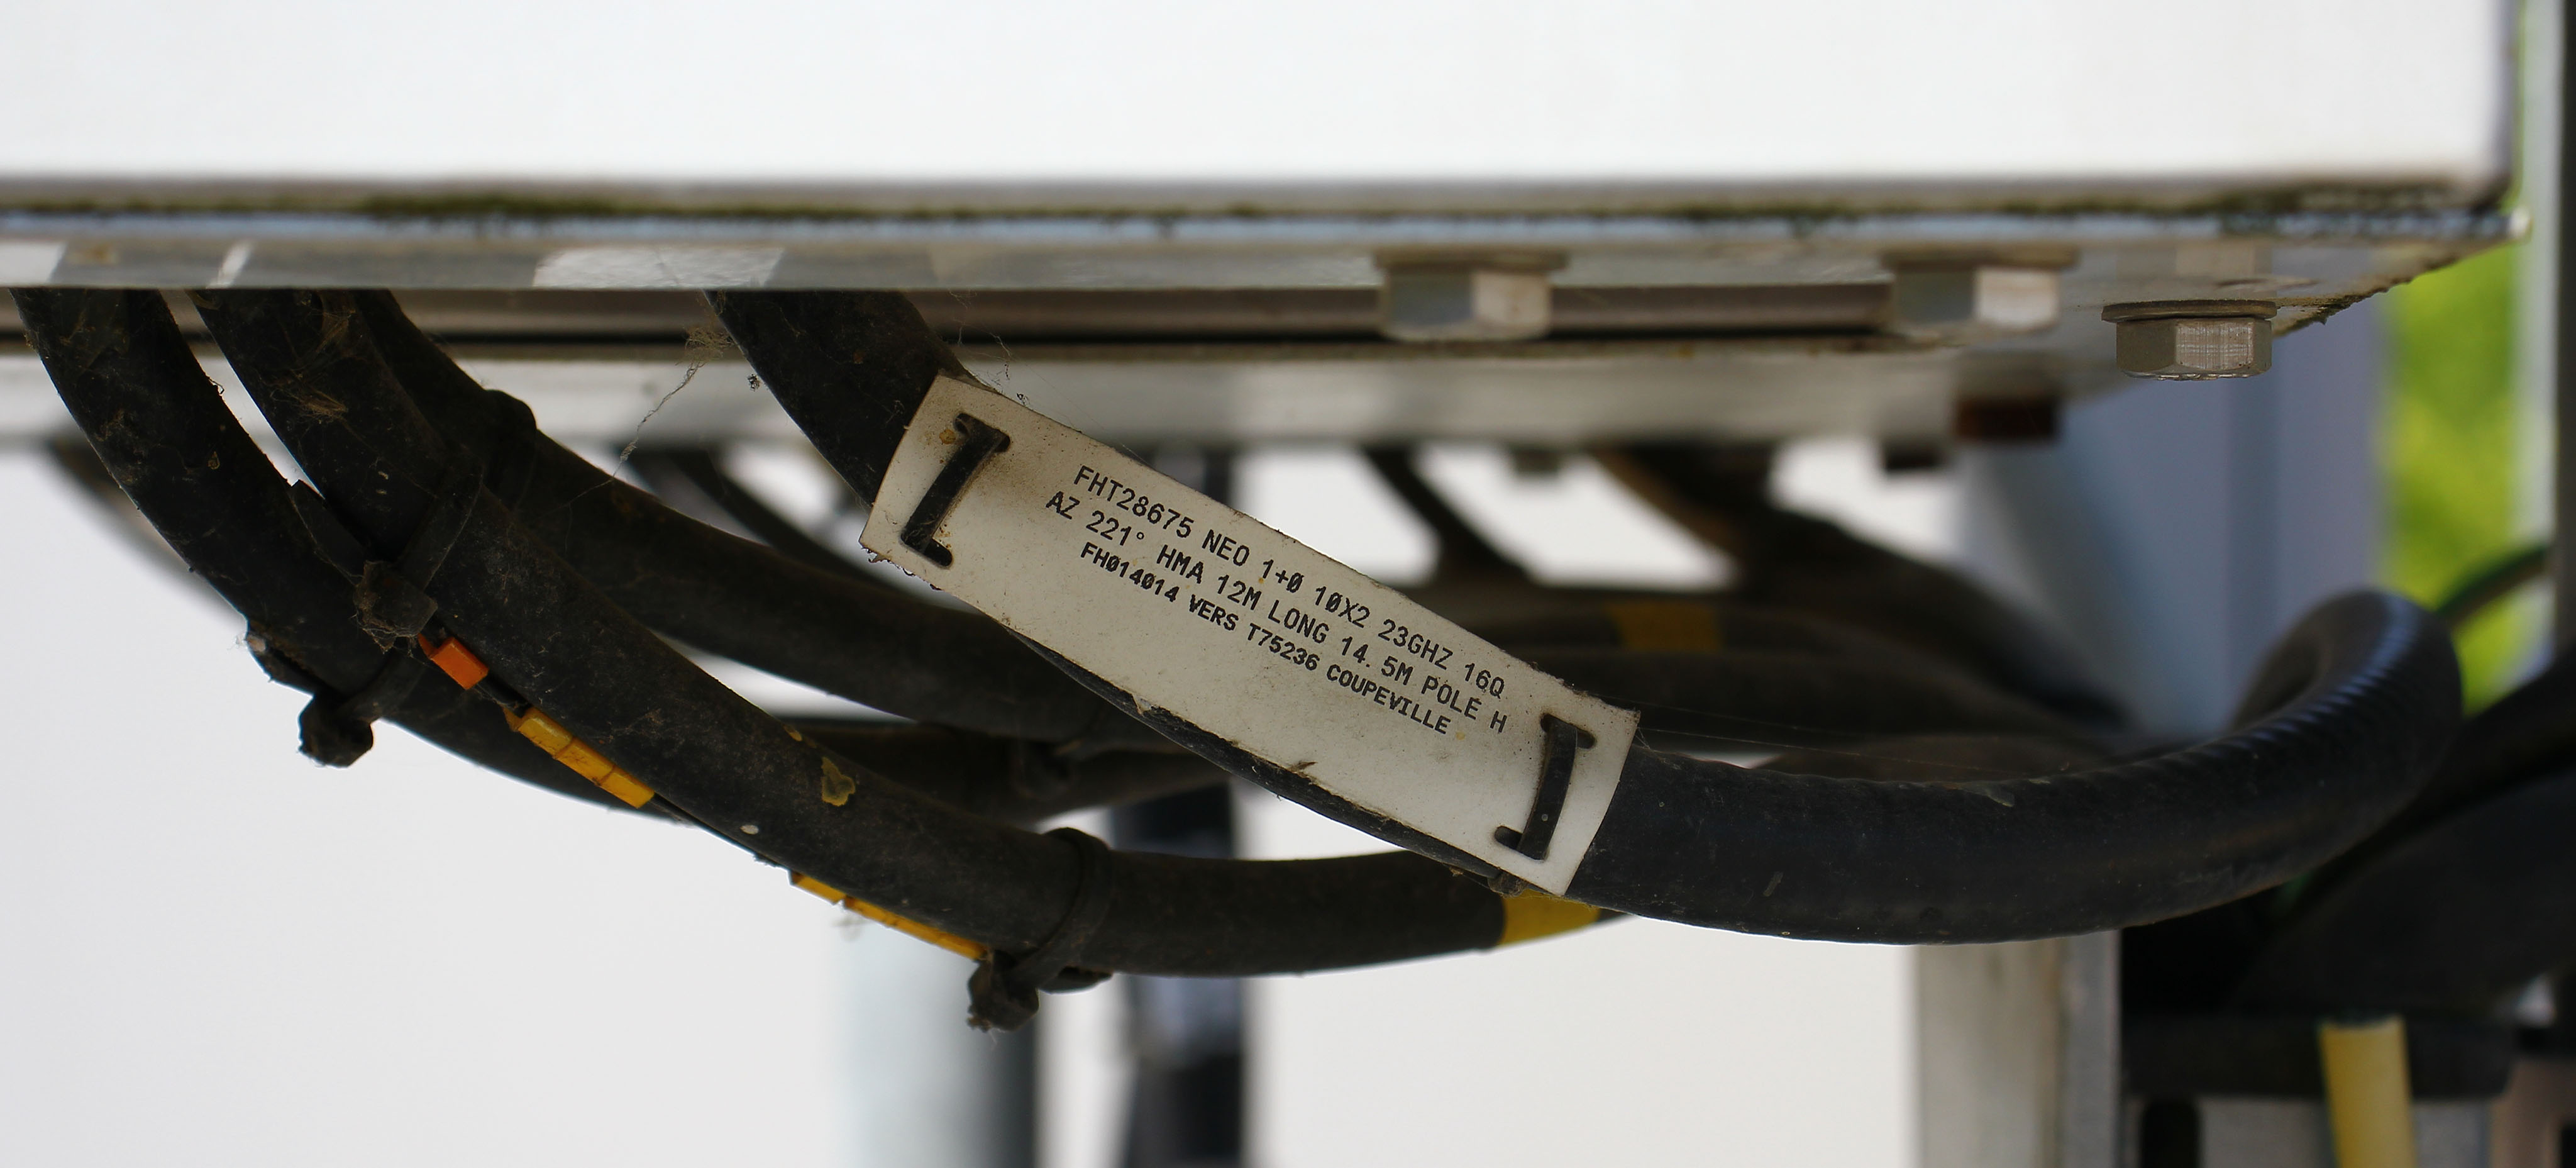 FHT28675 NEO 1+0 10X2 23GHZ 16Q
AZ 221° HMA 12M LONG 14.5M POLE H
FH014014 VERS T75236 COUPEVILLE